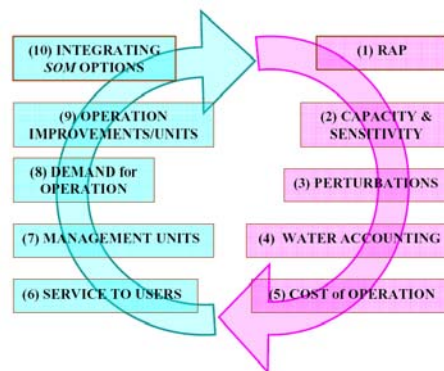 (10) INTEGRATING
SOM OPTIONS
(1) RAP
(9) OPERATION
IMPROVEMENTS/UNITS
(2) CAPACITY &
SENSITIVITY
(8) DEMAND for
OPERATION
(3) PERTURBATIONS
(7) MANAGEMENT UNITS
(4) WATER ACCOUNTING
(6) SERVICE TO USERS
(5) COST of OPERATION